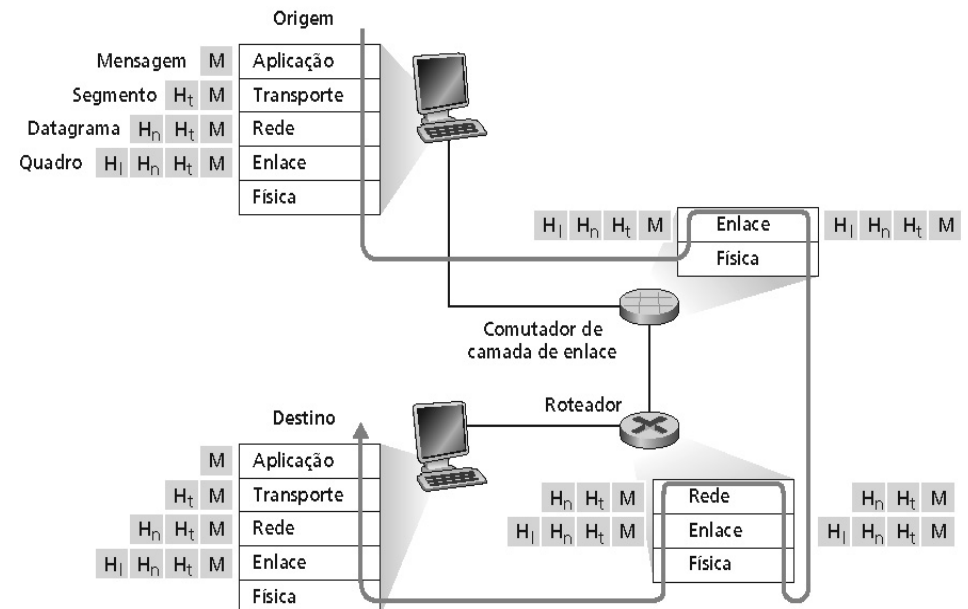 Origem
Mensagem M Aplicação
Segmento Ht M Transporte
Datagrama Hn Ht M Rede
Quadro Hl Hn Ht M Enlace
Física
Hl Hn Ht M Enlace Hl Hn Ht M
Física
Comutador de
camada de enlace
Roteador
Destino
M Aplicação
Ht M Transporte
Hn Ht M Rede
Hl Hn Ht M Enlace
Física
Hn Ht M Rede Hn Ht M
Hl Hn Ht M Enlace Hl Hn Ht M
Física